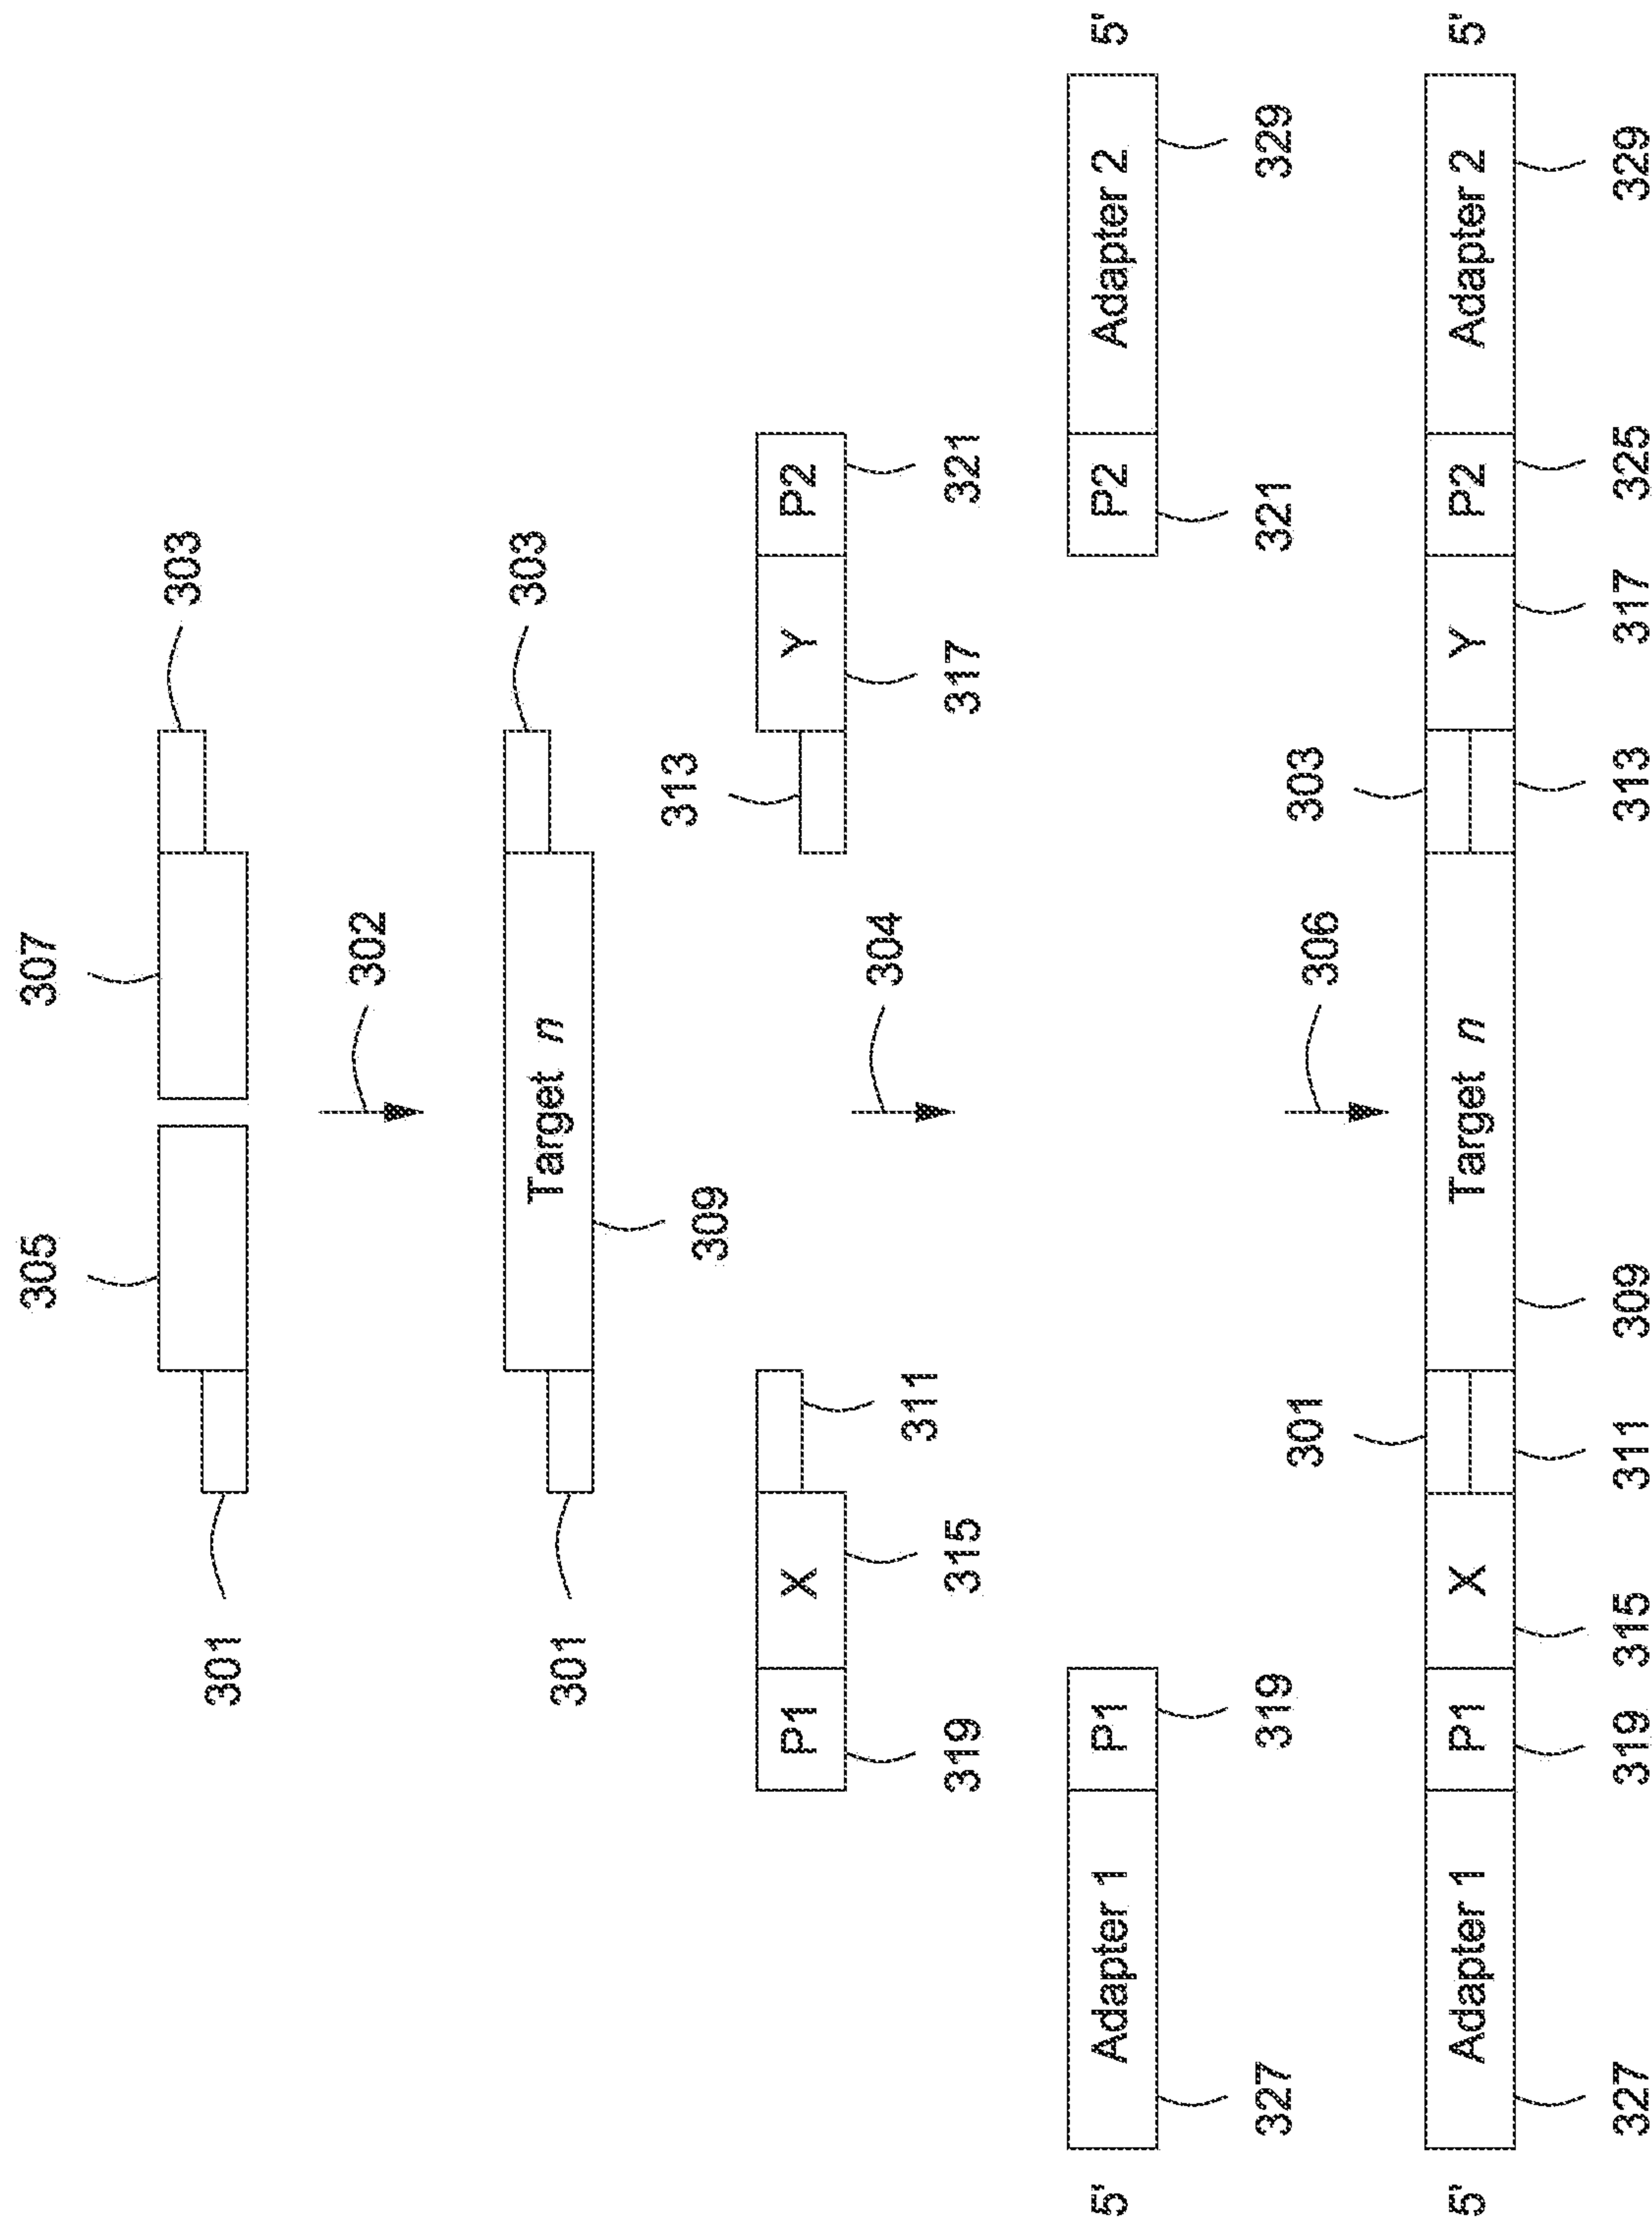 305 307
301 303
302
301 Target n 303
309
313
P1 X Y P2
311
319 315 317 321
304
5' Adapter 1 P1 P2 Adapter 2 5'
327 319 321 329
301 306 303
5' Adapter 1 P1 X Target n Y P2 Adapter 2 5'
327 319 315 311 309 313 317 325 329